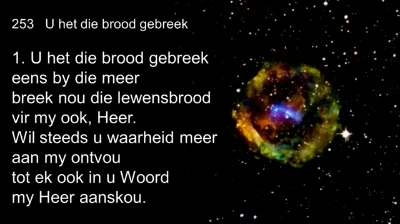 253 U het die brood gebreek
1. U het die brood gebreek
eens by die meer
breek nou die lewensbrood
vir my ook, Heer.
Wil steeds u waarheid meer
aan my ontvou
tot ek ook in u Woord
my Heer aanskou.